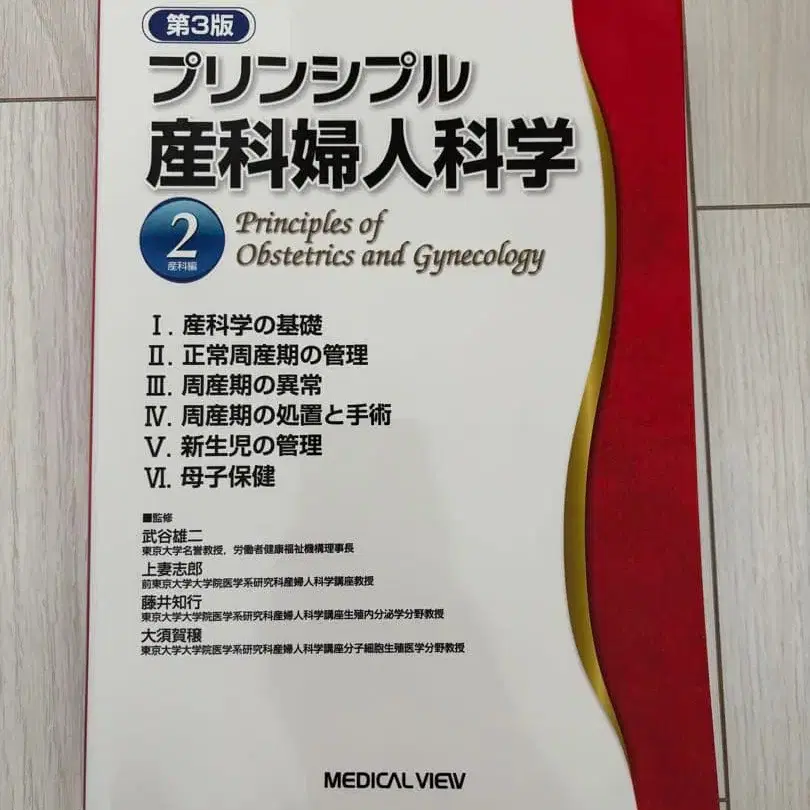 第3版
プリンシプル
産科婦人科学
2
産科編
Principles of
Obstetrics and Gynecology
Ⅰ. 産科学の基礎
Ⅱ. 正常周産期の管理
Ⅲ. 周産期の異常
Ⅳ. 周産期の処置と手術
Ⅴ. 新生児の管理
Ⅵ. 母子保健
■監修
武谷雄二
東京大学名誉教授，労働者健康福祉機構理事長
上妻志郎
前東京大学大学院医学系研究科産婦人科学講座教授
藤井知行
東京大学大学院医学系研究科産婦人科学講座生殖内分泌学分野教授
大須賀穣
東京大学大学院医学系研究科産婦人科学講座分子細胞生殖医学分野教授
MEDICAL VIEW